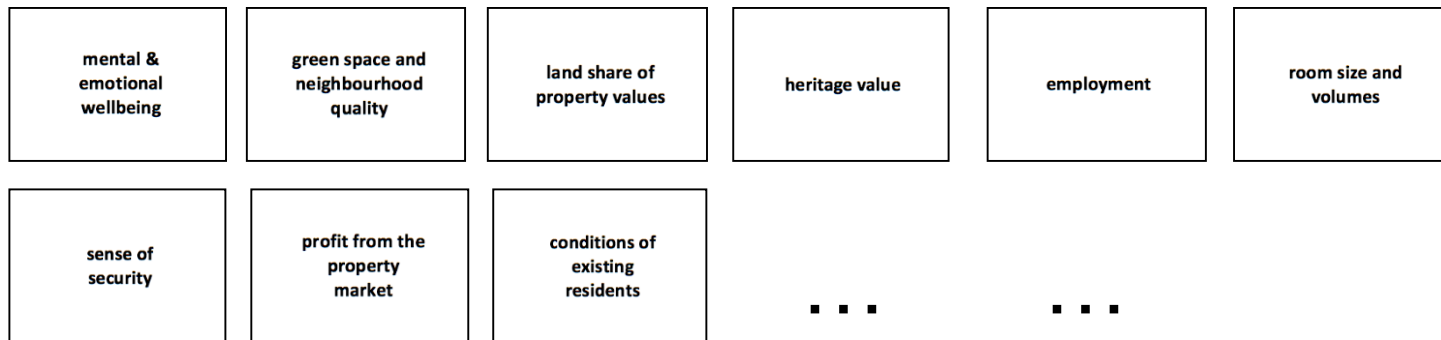 mental &
emotional
wellbeing
green space and
neighbourhood
quality
land share of
property values
heritage value
employment
room size and
volumes
sense of
security
profit from the
property
market
conditions of
existing
residents
...
...